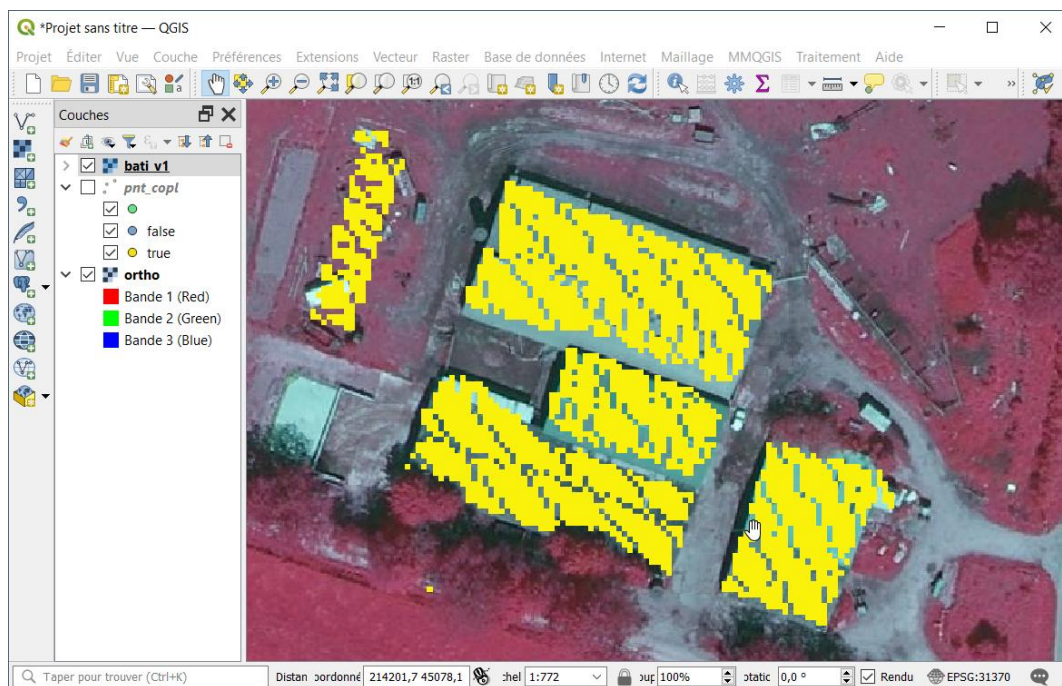 *Projet sans titre — QGIS
Projet Éditer Vue Couche Préférences Extensions Vecteur Raster Base de données Internet Maillage MMQGIS Traitement Aide
Couches
bati_v1
pnt_copl
false
true
ortho
Bande 1 (Red)
Bande 2 (Green)
Bande 3 (Blue)
Taper pour trouver (Ctrl+K) Distan ordonné 214201,7 45078,1 hel 1:772 oup 100% otatic 0,0 ° Rendu EPSG:31370